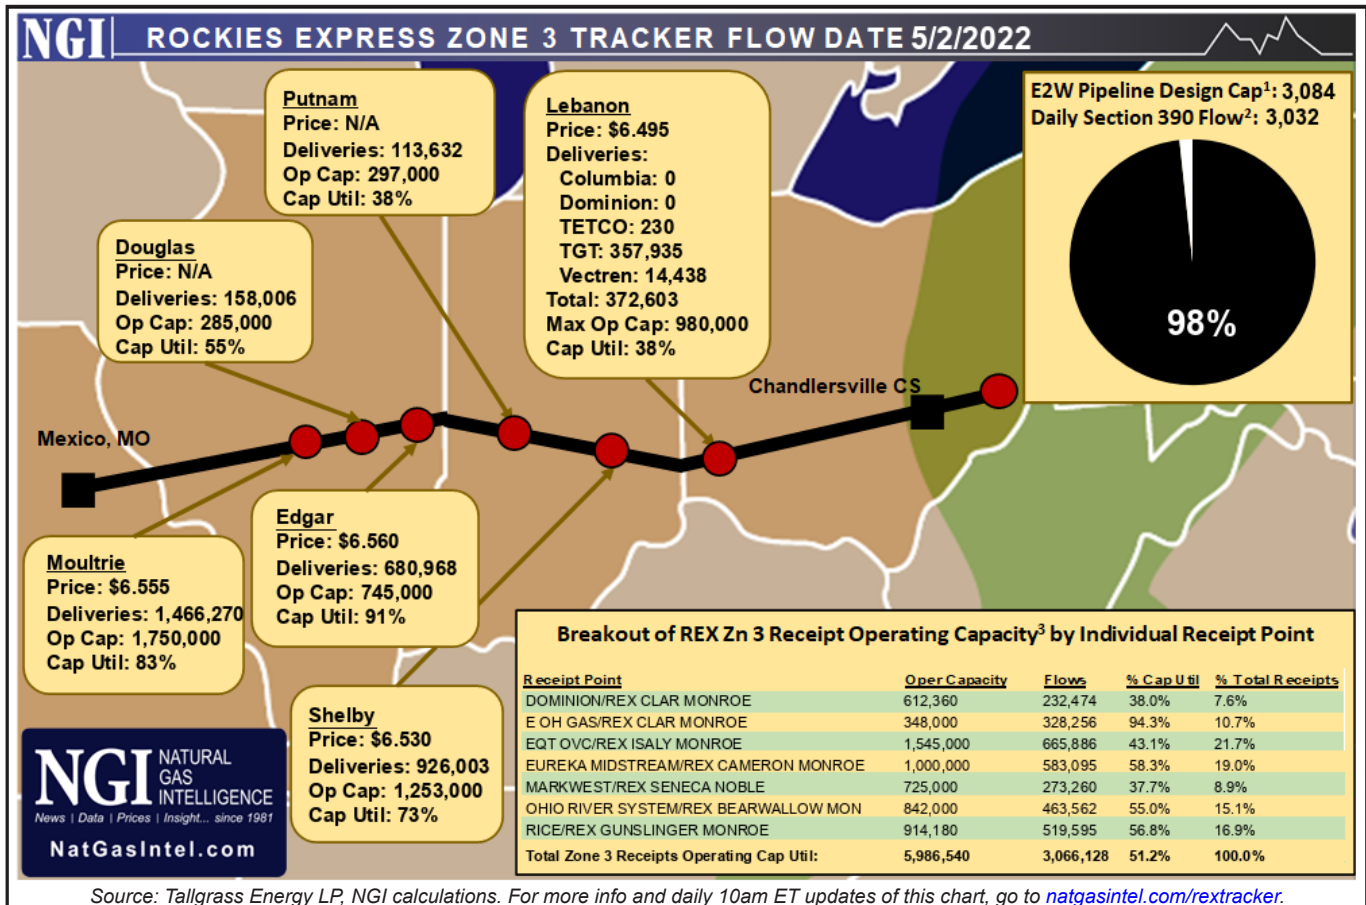 NGI ROCKIES EXPRESS ZONE 3 TRACKER FLOW DATE 5/2/2022
Putnam
Price: N/A
Deliveries: 113,632
Op Cap: 297,000
Cap Util: 38%
Lebanon
Price: $6.495
Deliveries:
Columbia: 0
Dominion: 0
TETCO: 230
TGT: 357,935
Vectren: 14,438
Total: 372,603
Max Op Cap: 980,000
Cap Util: 38%
E2W Pipeline Design Cap¹: 3,084
Daily Section 390 Flow²: 3,032
98%
Douglas
Price: N/A
Deliveries: 158,006
Op Cap: 285,000
Cap Util: 55%
Chandlersville CS
Mexico, MO
Moultrie
Price: $6.555
Deliveries: 1,466,270
Op Cap: 1,750,000
Cap Util: 83%
Edgar
Price: $6.560
Deliveries: 680,968
Op Cap: 745,000
Cap Util: 91%
Shelby
Price: $6.530
Deliveries: 926,003
Op Cap: 1,253,000
Cap Util: 73%
Breakout of REX Zn 3 Receipt Operating Capacity³ by Individual Receipt Point
Receipt Point Oper Capacity Flows % Cap Util % Total Receipts
DOMINION/REX CLAR MONROE 612,360 232,474 38.0% 7.6%
E OH GAS/REX CLAR MONROE 348,000 328,256 94.3% 10.7%
EQT OVC/REX ISALY MONROE 1,545,000 665,886 43.1% 21.7%
EUREKA MIDSTREAM/REX CAMERON MONROE 1,000,000 583,095 58.3% 19.0%
MARKWEST/REX SENECA NOBLE 725,000 273,260 37.7% 8.9%
OHIO RIVER SYSTEM/REX BEARWALLOW MON 842,000 463,562 55.0% 15.1%
RICE/REX GUNSLINGER MONROE 914,180 519,595 56.8% 16.9%
Total Zone 3 Receipts Operating Cap Util: 5,986,540 3,066,128 51.2% 100.0%
NGI NATURAL
GAS
INTELLIGENCE
News | Data | Prices | Insight... since 1981
NatGasIntel.com
Source: Tallgrass Energy LP, NGI calculations. For more info and daily 10am ET updates of this chart, go to natgasintel.com/rextracker.